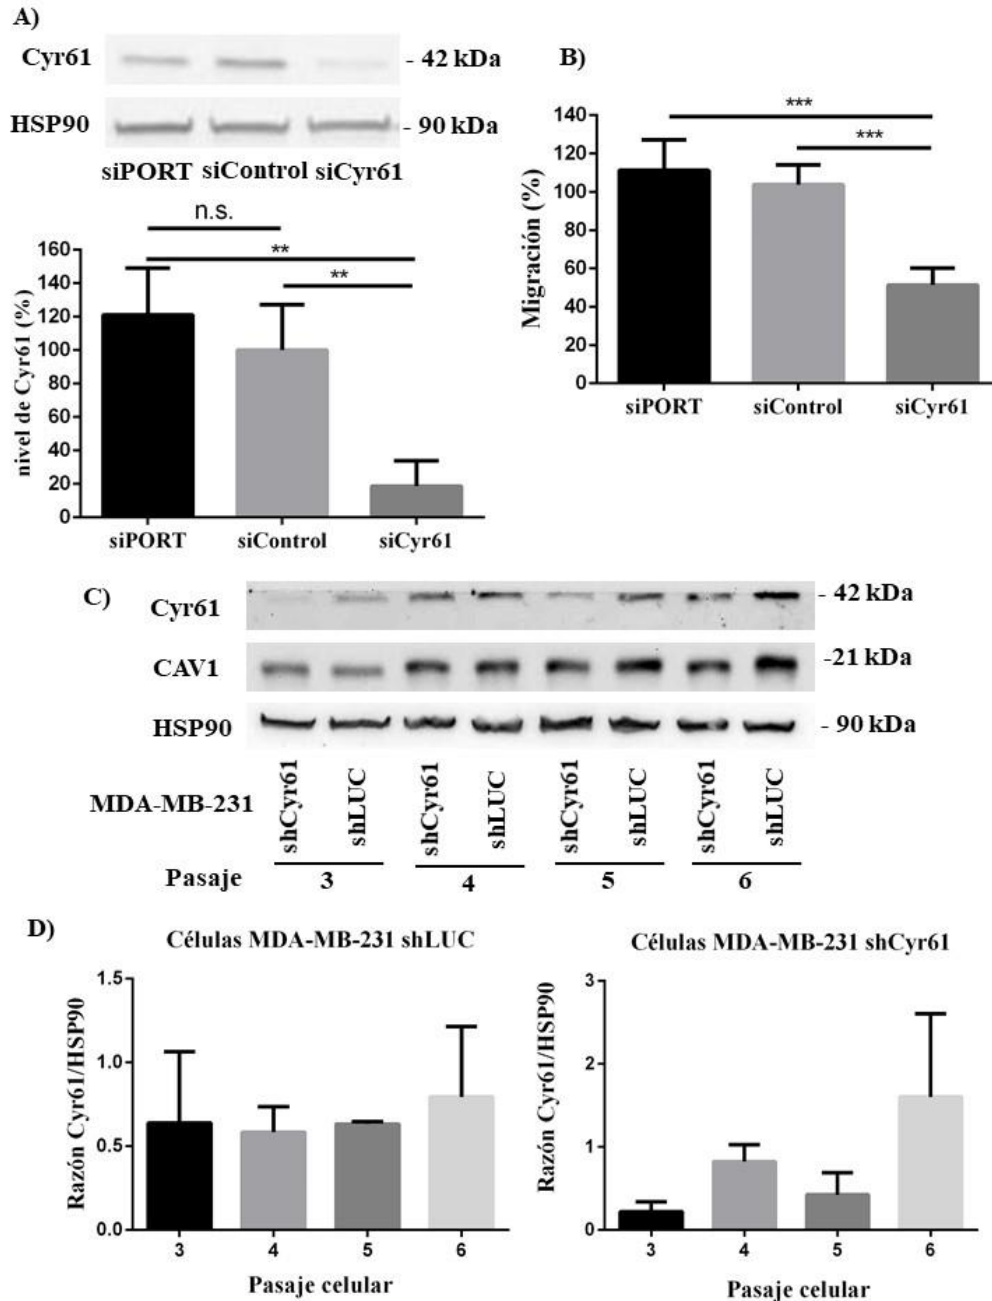 A)
Cyr61
- 42 kDa
HSP90
- 90 kDa
siPORT siControl siCyr61
n.s.
**
**
nivel de Cyr61 (%)
160
140
120
100
80
60
40
20
0
siPORT siControl siCyr61
B)
***
***
Migración (%)
140
120
100
80
60
40
20
0
siPORT siControl siCyr61
C)
Cyr61
- 42 kDa
CAV1
-21 kDa
HSP90
- 90 kDa
MDA-MB-231
shCyr61 shLUC shCyr61 shLUC shCyr61 shLUC shCyr61 shLUC
Pasaje 3 4 5 6
D)
Células MDA-MB-231 shLUC
Razón Cyr61/HSP90
1.5
1.0
0.5
0.0
3 4 5 6
Pasaje celular
Células MDA-MB-231 shCyr61
Razón Cyr61/HSP90
3
2
1
0
3 4 5 6
Pasaje celular